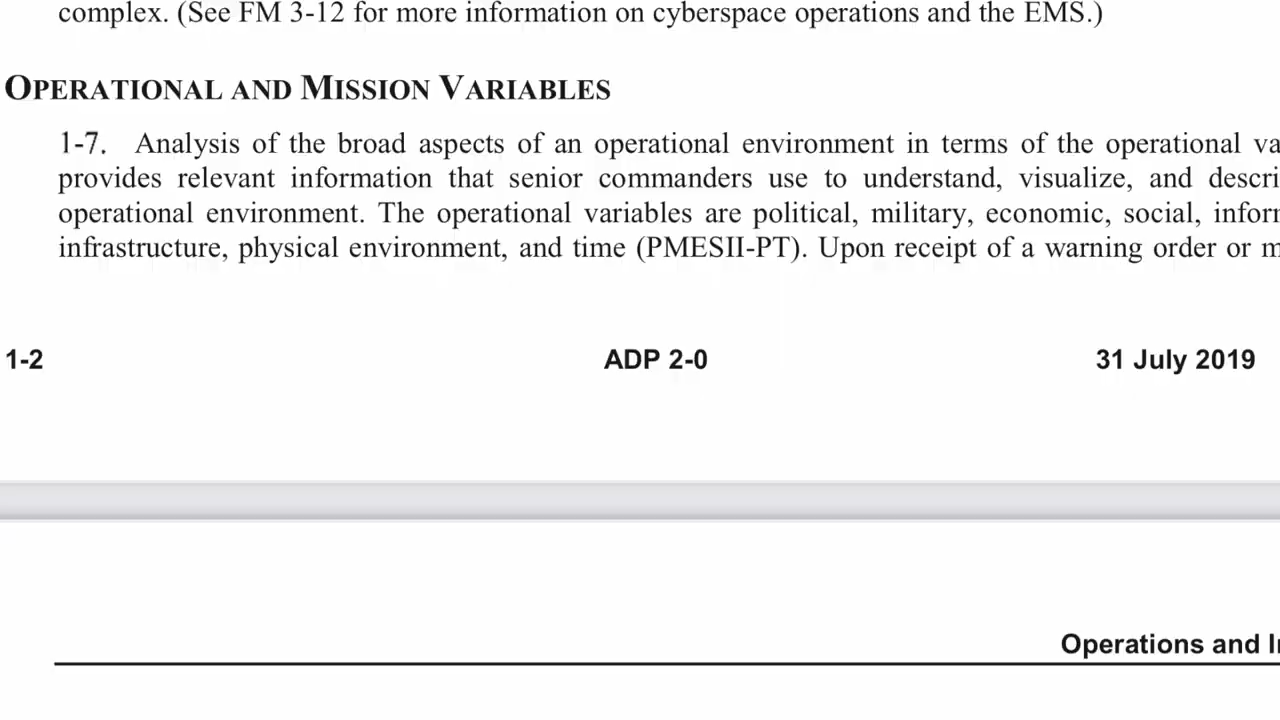 complex. (See FM 3-12 for more information on cyberspace operations and the EMS.)
OPERATIONAL AND MISSION VARIABLES
1-7. Analysis of the broad aspects of an operational environment in terms of the operational va
provides relevant information that senior commanders use to understand, visualize, and descri
operational environment. The operational variables are political, military, economic, social, inform
infrastructure, physical environment, and time (PMESII-PT). Upon receipt of a warning order or m
1-2 ADP 2-0 31 July 2019
Operations and In